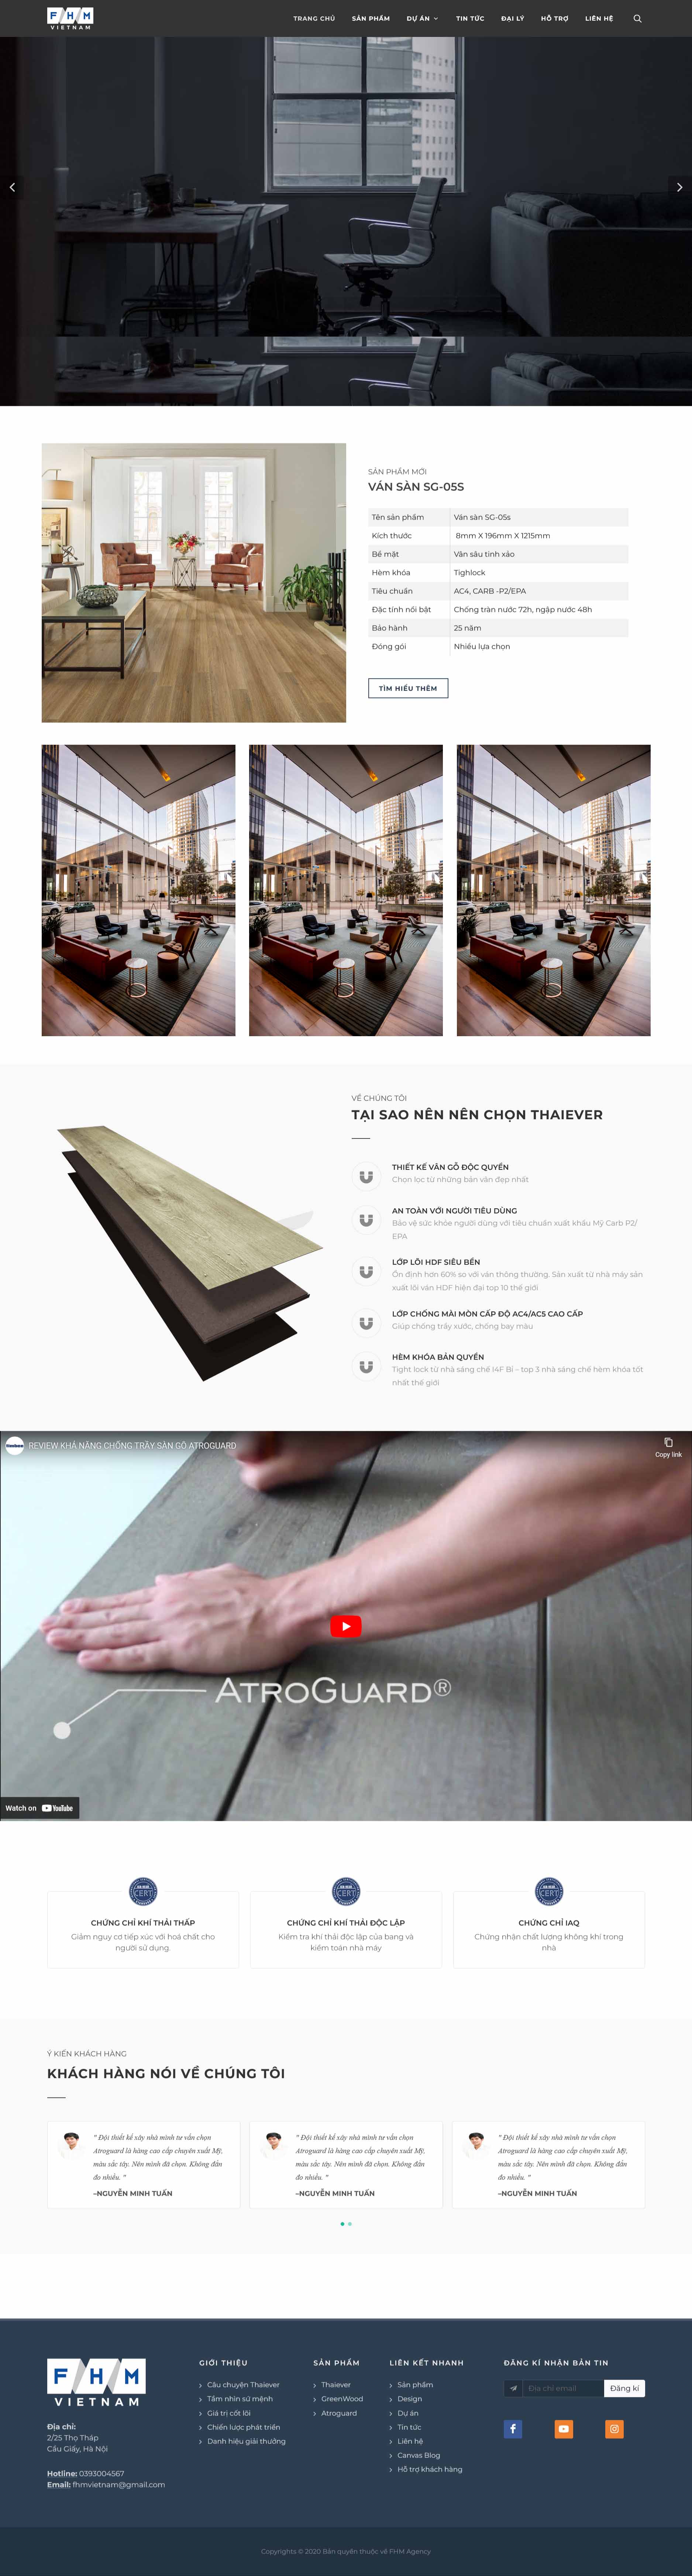 FHM
VIETNAM
TRANG CHỦ SẢN PHẨM DỰ ÁN TIN TỨC ĐẠI LÝ HỖ TRỢ LIÊN HỆ
SẢN PHẨM MỚI
VÁN SÀN SG-05S
Tên sản phẩm Ván sàn SG-05s
Kích thước 8mm X 196mm X 1215mm
Bề mặt Vân sâu tinh xảo
Hèm khóa Tighlock
Tiêu chuẩn AC4, CARB -P2/EPA
Đặc tính nổi bật Chống tràn nước 72h, ngập nước 48h
Bảo hành 25 năm
Đóng gói Nhiều lựa chọn
TÌM HIỂU THÊM
VỀ CHÚNG TÔI
TẠI SAO NÊN NÊN CHỌN THAIEVER
THIẾT KẾ VÂN GỖ ĐỘC QUYỀN
Chọn lọc từ những bản vân đẹp nhất
AN TOÀN VỚI NGƯỜI TIÊU DÙNG
Bảo vệ sức khỏe người dùng với tiêu chuẩn xuất khẩu Mỹ Carb P2/
EPA
LỚP LÕI HDF SIÊU BỀN
Ổn định hơn 60% so với ván thông thường. Sản xuất từ nhà máy sản
xuất lõi ván HDF hiện đại top 10 thế giới
LỚP CHỐNG MÀI MÒN CẤP ĐỘ AC4/AC5 CAO CẤP
Giúp chống trầy xước, chống bay màu
HÈM KHÓA BẢN QUYỀN
Tight lock từ nhà sáng chế I4F Bỉ – top 3 nhà sáng chế hèm khóa tốt
nhất thế giới
REVIEW KHẢ NĂNG CHỐNG TRẦY SÀN GỖ ATROGUARD
Copy link
ATROGUARD®
Watch on YouTube
CERT
CERT
CERT
CHỨNG CHỈ KHÍ THẢI THẤP
Giảm nguy cơ tiếp xúc với hoá chất cho
người sử dụng.
CHỨNG CHỈ KHÍ THẢI ĐỘC LẬP
Kiểm tra khí thải độc lập của bang và
kiểm toán nhà máy
CHỨNG CHỈ IAQ
Chứng nhận chất lượng không khí trong
nhà
Ý KIẾN KHÁCH HÀNG
KHÁCH HÀNG NÓI VỀ CHÚNG TÔI
" Đội thiết kế xây nhà mình tư vấn chọn
Atroguard là hàng cao cấp chuyên xuất Mỹ,
màu sắc tây. Nên mình đã chọn. Không đắn
đo nhiều. "
–NGUYỄN MINH TUẤN
" Đội thiết kế xây nhà mình tư vấn chọn
Atroguard là hàng cao cấp chuyên xuất Mỹ,
màu sắc tây. Nên mình đã chọn. Không đắn
đo nhiều. "
–NGUYỄN MINH TUẤN
" Đội thiết kế xây nhà mình tư vấn chọn
Atroguard là hàng cao cấp chuyên xuất Mỹ,
màu sắc tây. Nên mình đã chọn. Không đắn
đo nhiều. "
–NGUYỄN MINH TUẤN
FHM
VIETNAM
Địa chỉ:
2/25 Thọ Tháp
Cầu Giấy, Hà Nội
Hotline: 0393004567
Email: fhmvietnam@gmail.com
GIỚI THIỆU
Câu chuyện Thaiever
Tầm nhìn sứ mệnh
Giá trị cốt lõi
Chiến lược phát triển
Danh hiệu giải thưởng
SẢN PHẨM
Thaiever
GreenWood
Atroguard
LIÊN KẾT NHANH
Sản phẩm
Design
Dự án
Tin tức
Liên hệ
Canvas Blog
Hỗ trợ khách hàng
ĐĂNG KÍ NHẬN BẢN TIN
Địa chỉ email Đăng kí
Copyrights © 2020 Bản quyền thuộc về FHM Agency